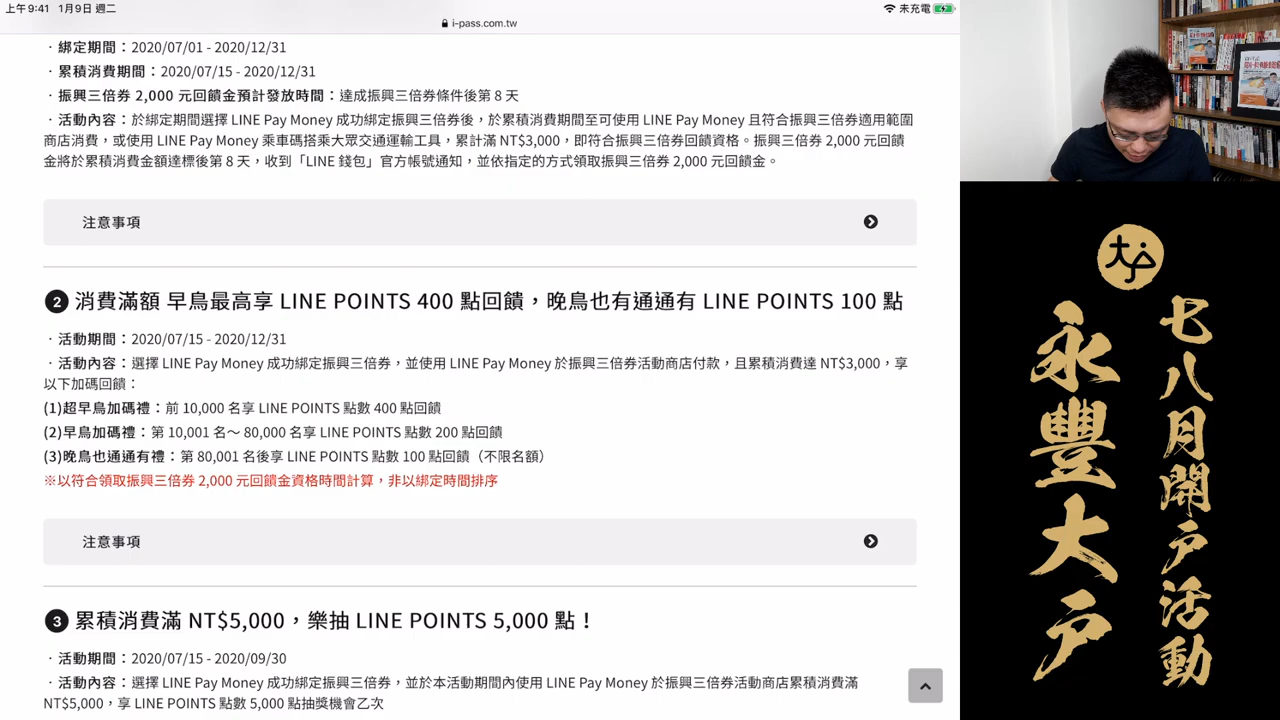 上午9:41 1月9日 週二
未充電
i-pass.com.tw
· 綁定期間：2020/07/01 - 2020/12/31
· 累積消費期間：2020/07/15 - 2020/12/31
· 振興三倍券 2,000 元回饋金預計發放時間：達成振興三倍券條件後第 8 天
· 活動內容：於綁定期間選擇 LINE Pay Money 成功綁定振興三倍券後，於累積消費期間至可使用 LINE Pay Money 且符合振興三倍券適用範圍
商店消費，或使用 LINE Pay Money 乘車碼搭乘大眾交通運輸工具，累計滿 NT$3,000，即符合振興三倍券回饋資格。振興三倍券 2,000 元回饋
金將於累積消費金額達標後第 8 天，收到「LINE 錢包」官方帳號通知，並依指定的方式領取振興三倍券 2,000 元回饋金。
注意事項
2 消費滿額 早鳥最高享 LINE POINTS 400 點回饋，晚鳥也有通通有 LINE POINTS 100 點
· 活動期間：2020/07/15 - 2020/12/31
· 活動內容：選擇 LINE Pay Money 成功綁定振興三倍券，並使用 LINE Pay Money 於振興三倍券活動商店付款，且累積消費達 NT$3,000，享
以下加碼回饋：
(1)超早鳥加碼禮：前 10,000 名享 LINE POINTS 點數 400 點回饋
(2)早鳥加碼禮：第 10,001 名～ 80,000 名享 LINE POINTS 點數 200 點回饋
(3)晚鳥也通通有禮：第 80,001 名後享 LINE POINTS 點數 100 點回饋（不限名額）
※以符合領取振興三倍券 2,000 元回饋金資格時間計算，非以綁定時間排序
注意事項
3 累積消費滿 NT$5,000，樂抽 LINE POINTS 5,000 點！
· 活動期間：2020/07/15 - 2020/09/30
· 活動內容：選擇 LINE Pay Money 成功綁定振興三倍券，並於本活動期間內使用 LINE Pay Money 於振興三倍券活動商店累積消費滿
NT$5,000，享 LINE POINTS 點數 5,000 點抽獎機會乙次
大戶
七八月開戶活動
永豐大戶